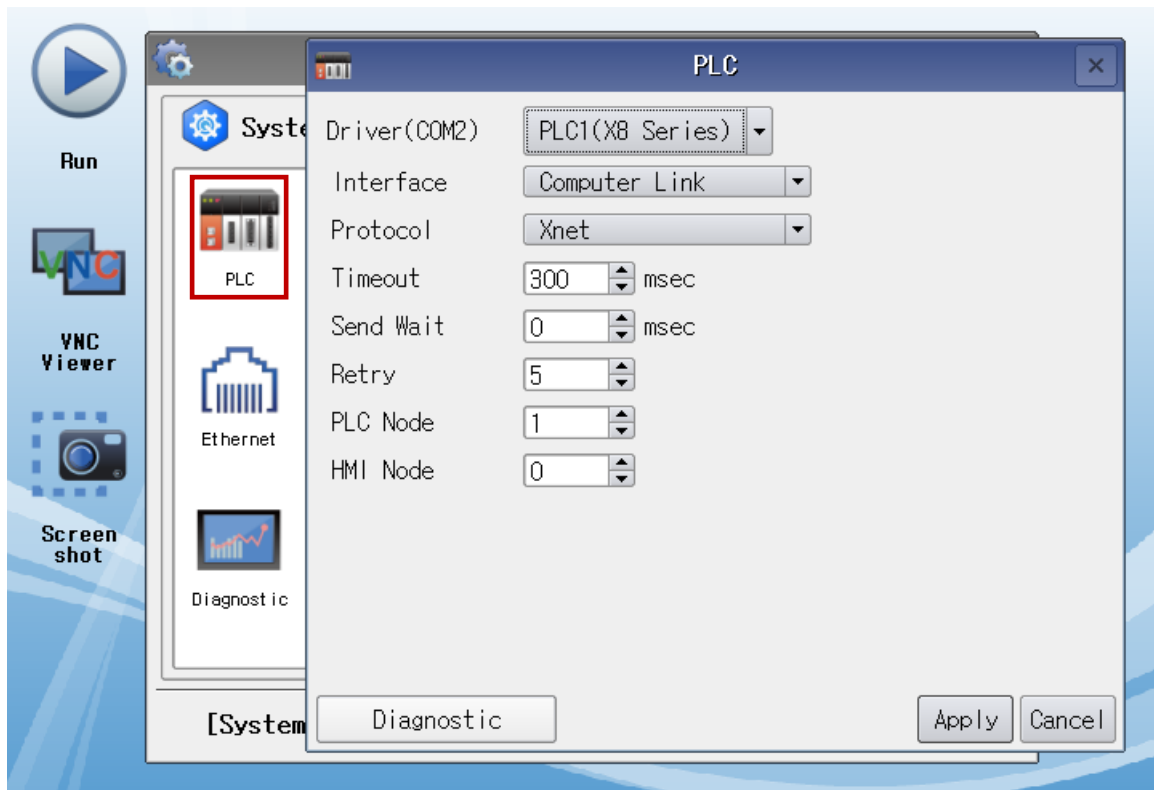 Run
VNC
VNC
Viewer
Screen
shot
Syste
PLC
Ethernet
Diagnostic
[System
PLC
Driver(COM2) PLC1(X8 Series)
Interface Computer Link
Protocol Xnet
Timeout 300 msec
Send Wait 0 msec
Retry 5
PLC Node 1
HMI Node 0
Diagnostic Apply Cancel